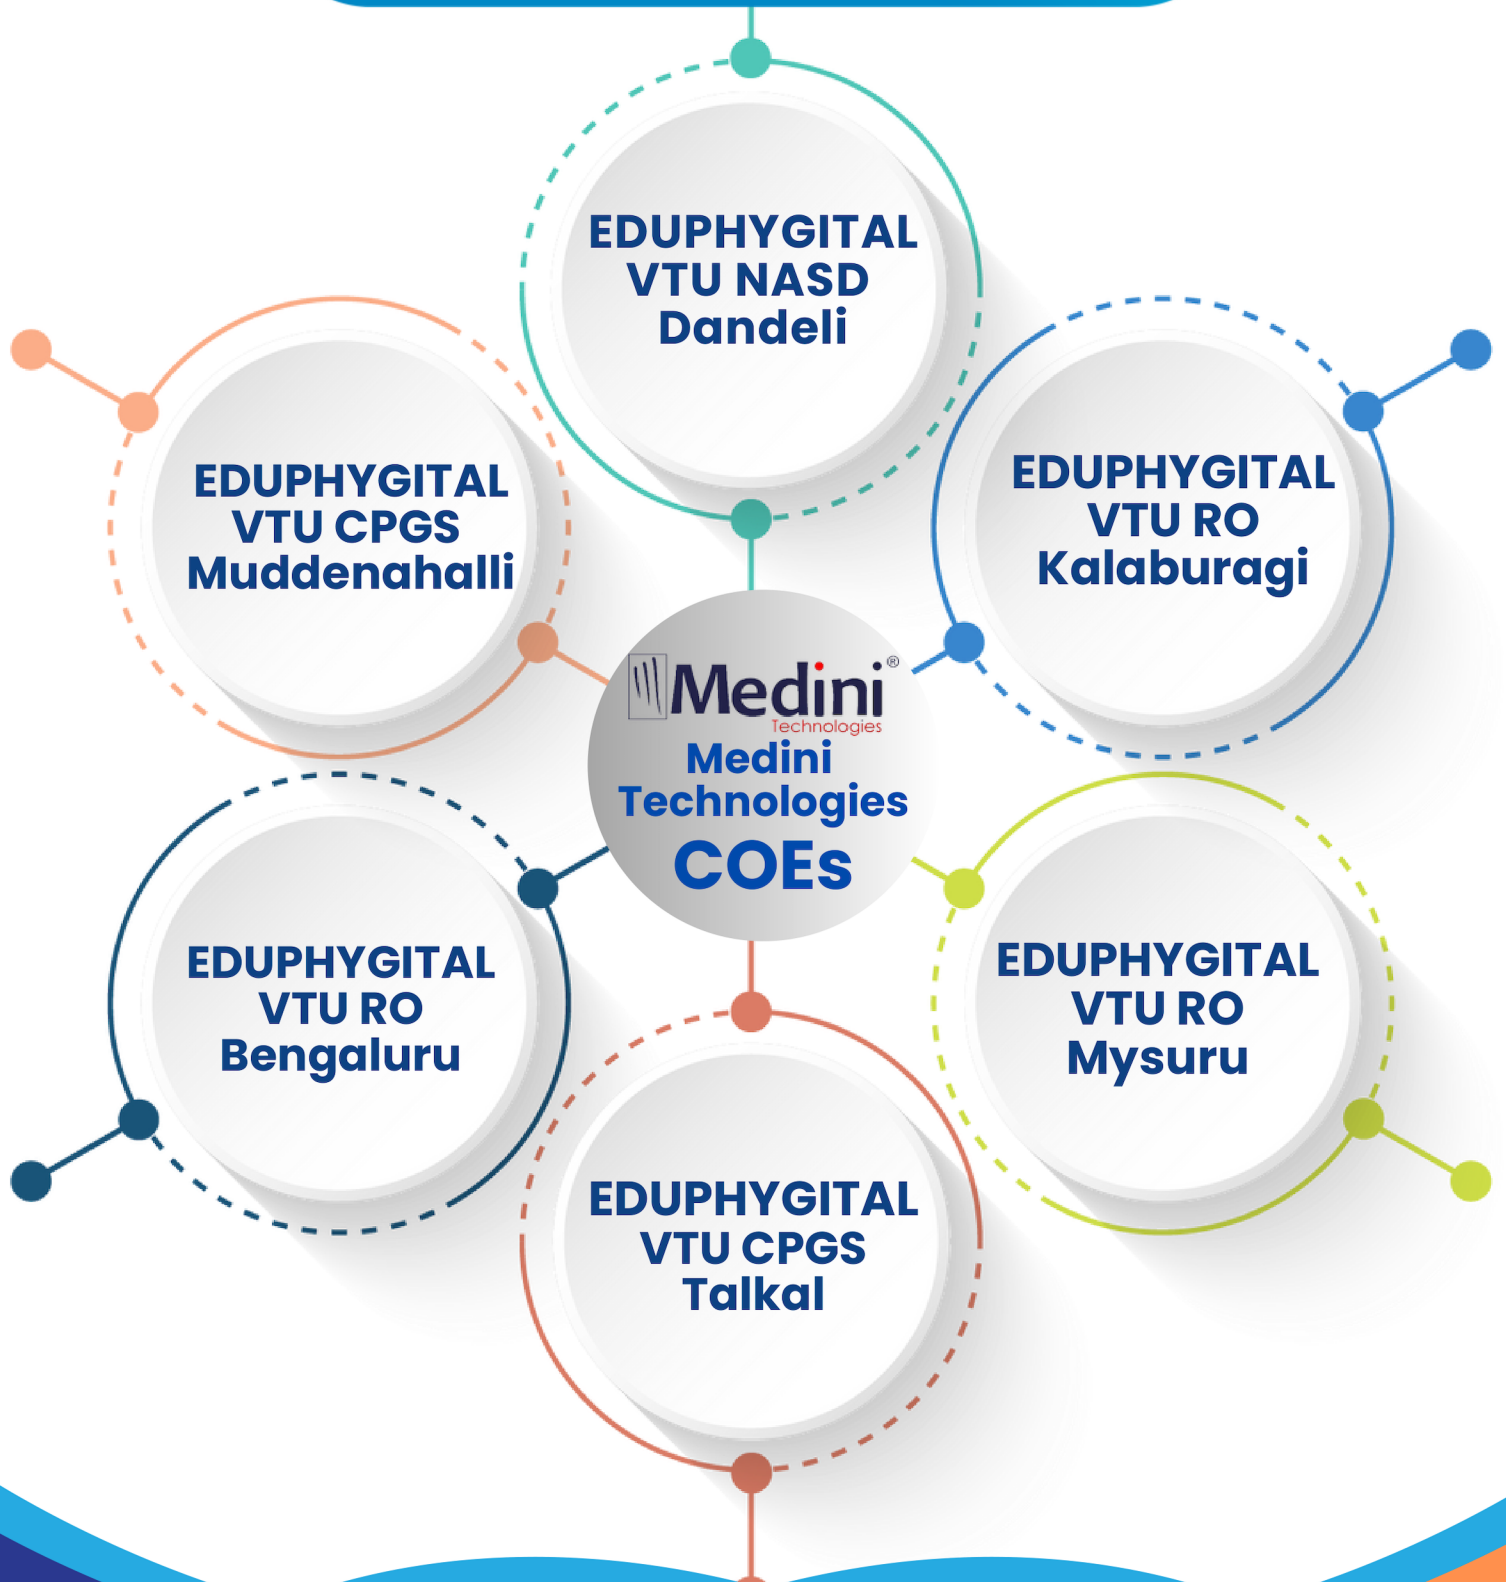 EDUPHYGITAL
VTU NASD
Dandeli
EDUPHYGITAL
VTU CPGS
Muddenahalli
EDUPHYGITAL
VTU RO
Kalaburagi
Medini®
Technologies
Medini
Technologies
COEs
EDUPHYGITAL
VTU RO
Bengaluru
EDUPHYGITAL
VTU RO
Mysuru
EDUPHYGITAL
VTU CPGS
Talkal